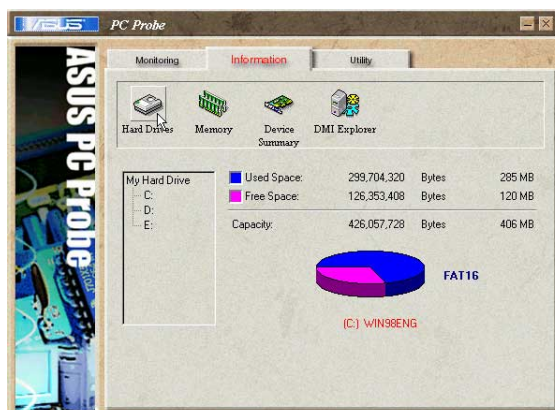 ASUS PC Probe
Monitoring Information Utility
Hard Drives Memory Device Summary DMI Explorer
ASUS PC Probe
My Hard Drive
C:
D:
E:
Used Space: 299,704,320 Bytes 285 MB
Free Space: 126,353,408 Bytes 120 MB
Capacity: 426,057,728 Bytes 406 MB
FAT16
(C:) WIN98ENG